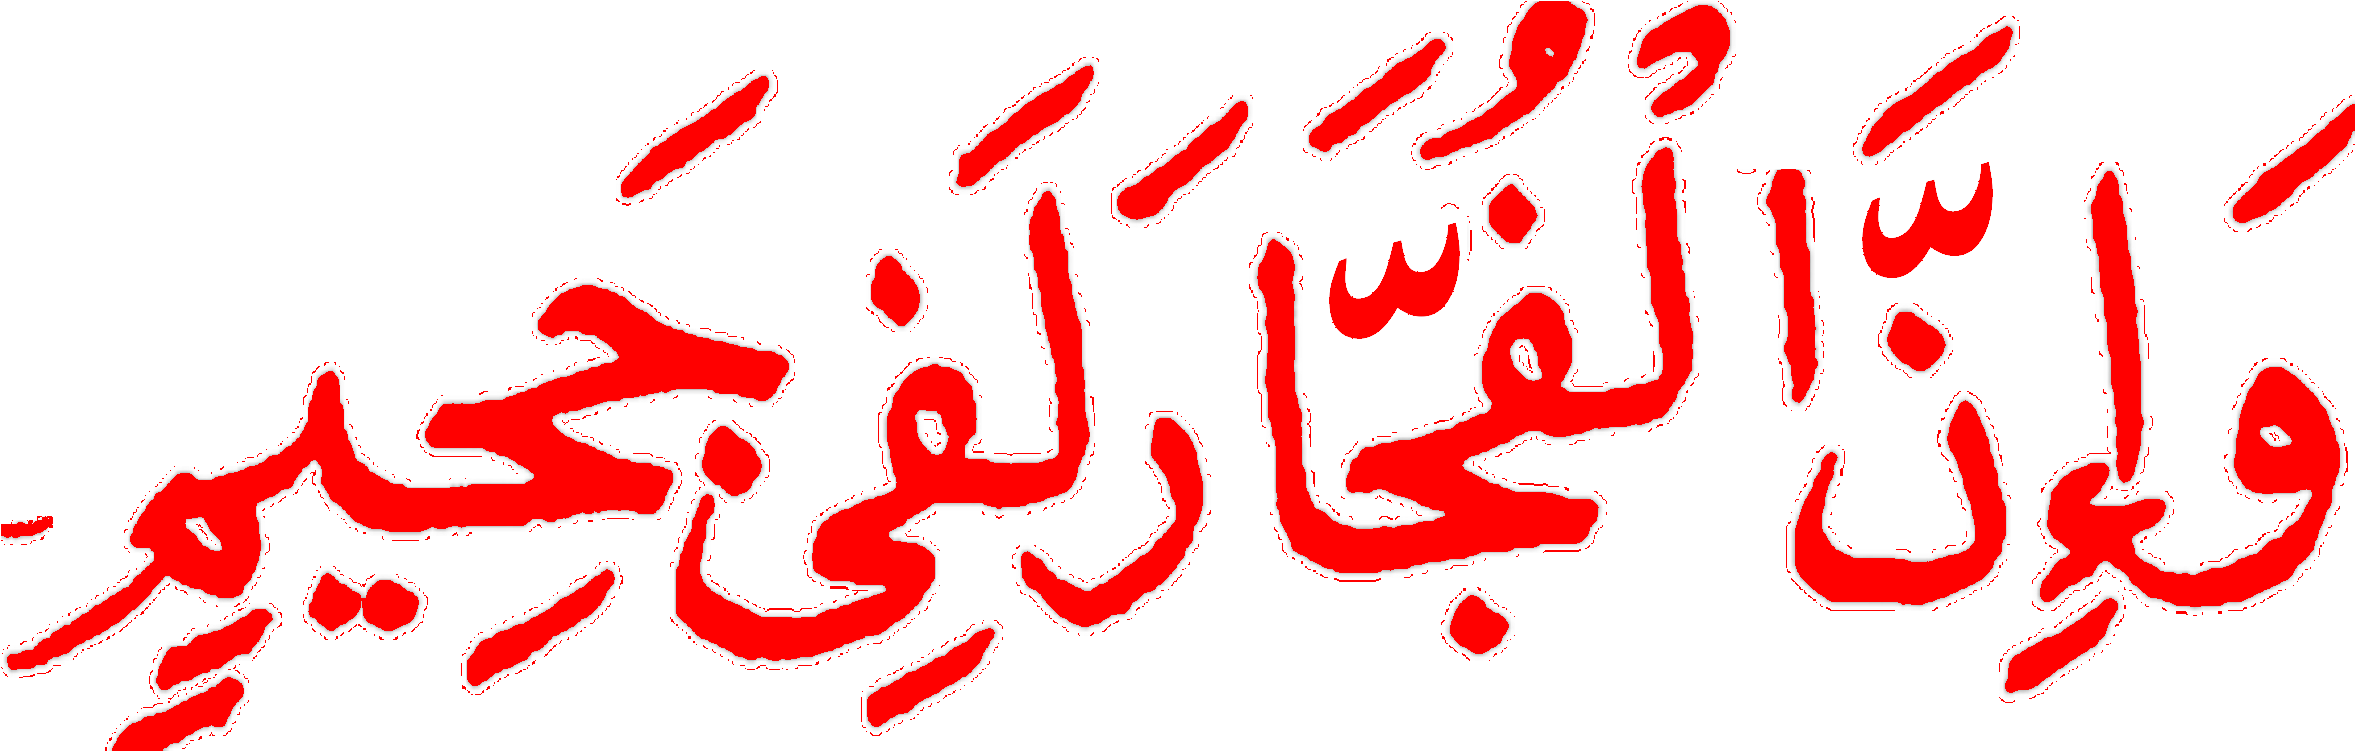 وَإِنَّ الْفُجَّارَ لَفِى جَحِيمٍ